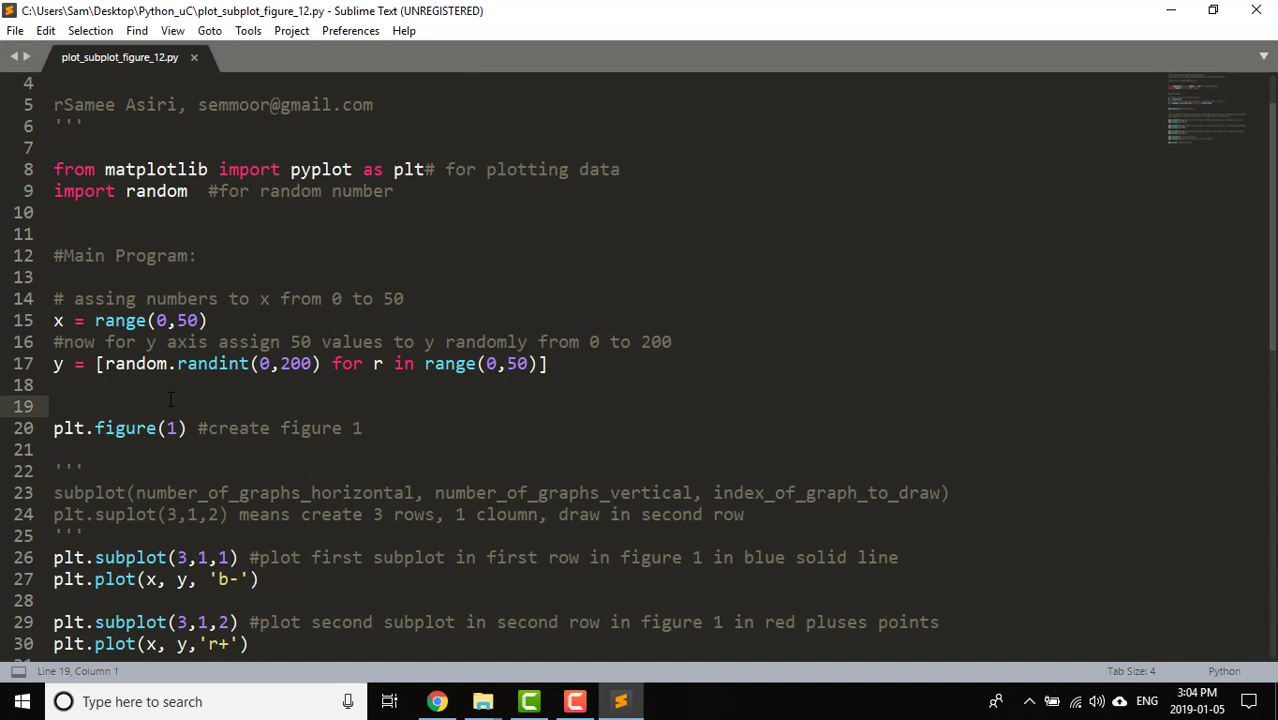 C:\Users\Sam\Desktop\Python_uC\plot_subplot_figure_12.py - Sublime Text (UNREGISTERED)
File Edit Selection Find View Goto Tools Project Preferences Help
plot_subplot_figure_12.py
4
5 rSamee Asiri, semmoor@gmail.com
6 '''
7
8 from matplotlib import pyplot as plt# for plotting data
9 import random  #for random number
10
11
12 #Main Program:
13
14 # assing numbers to x from 0 to 50
15 x = range(0,50)
16 #now for y axis assign 50 values to y randomly from 0 to 200
17 y = [random.randint(0,200) for r in range(0,50)]
18
19
20 plt.figure(1) #create figure 1
21
22 '''
23 subplot(number_of_graphs_horizontal, number_of_graphs_vertical, index_of_graph_to_draw)
24 plt.suplot(3,1,2) means create 3 rows, 1 cloumn, draw in second row
25 '''
26 plt.subplot(3,1,1) #plot first subplot in first row in figure 1 in blue solid line
27 plt.plot(x, y, 'b-')
28
29 plt.subplot(3,1,2) #plot second subplot in second row in figure 1 in red pluses points
30 plt.plot(x, y,'r+')
Line 19, Column 1 Tab Size: 4 Python
Type here to search ENG 3:04 PM
2019-01-05